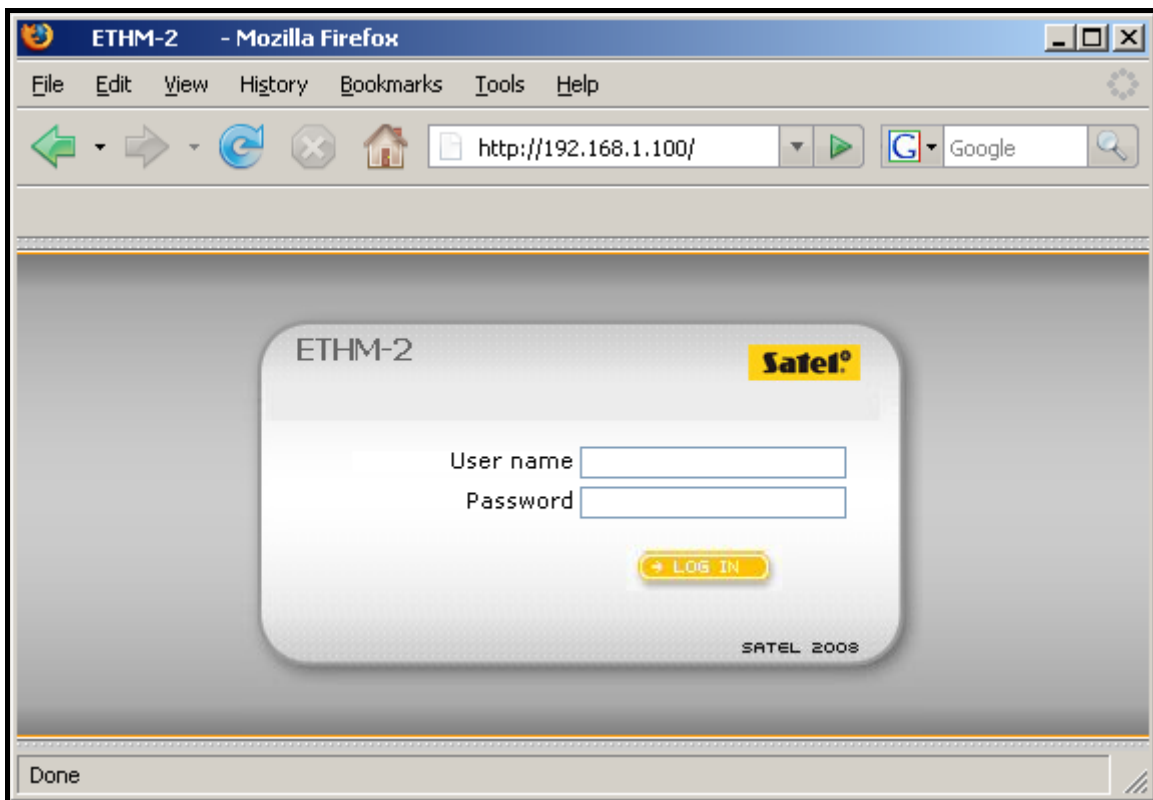 ETHM-2 - Mozilla Firefox
File Edit View History Bookmarks Tools Help
http://192.168.1.100/ G Google
ETHM-2
Satel®
User name
Password
LOG IN
SATEL 2008
Done